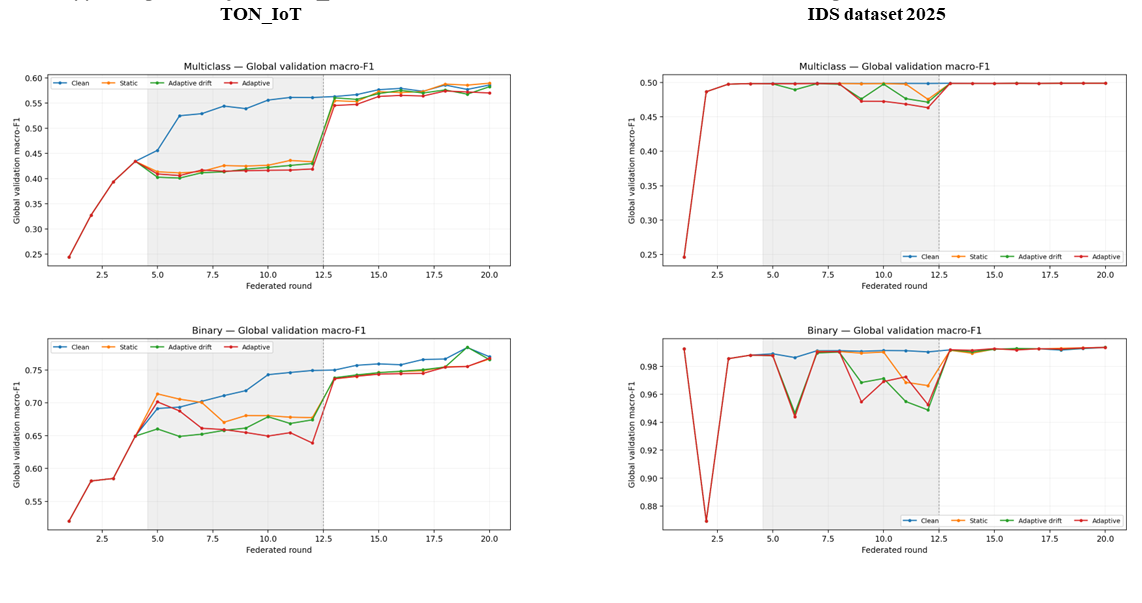 TON_IoT
IDS dataset 2025
Multiclass — Global validation macro-F1
Clean Static Adaptive drift Adaptive
Global validation macro-F1
0.60
0.55
0.50
0.45
0.40
0.35
0.30
0.25
2.5 5.0 7.5 10.0 12.5 15.0 17.5 20.0
Federated round
Multiclass — Global validation macro-F1
Global validation macro-F1
0.50
0.45
0.40
0.35
0.30
0.25
Clean Static Adaptive drift Adaptive
2.5 5.0 7.5 10.0 12.5 15.0 17.5 20.0
Federated round
Binary — Global validation macro-F1
Clean Static Adaptive drift Adaptive
Global validation macro-F1
0.75
0.70
0.65
0.60
0.55
2.5 5.0 7.5 10.0 12.5 15.0 17.5 20.0
Federated round
Binary — Global validation macro-F1
Global validation macro-F1
0.98
0.96
0.94
0.92
0.90
0.88
Clean Static Adaptive drift Adaptive
2.5 5.0 7.5 10.0 12.5 15.0 17.5 20.0
Federated round